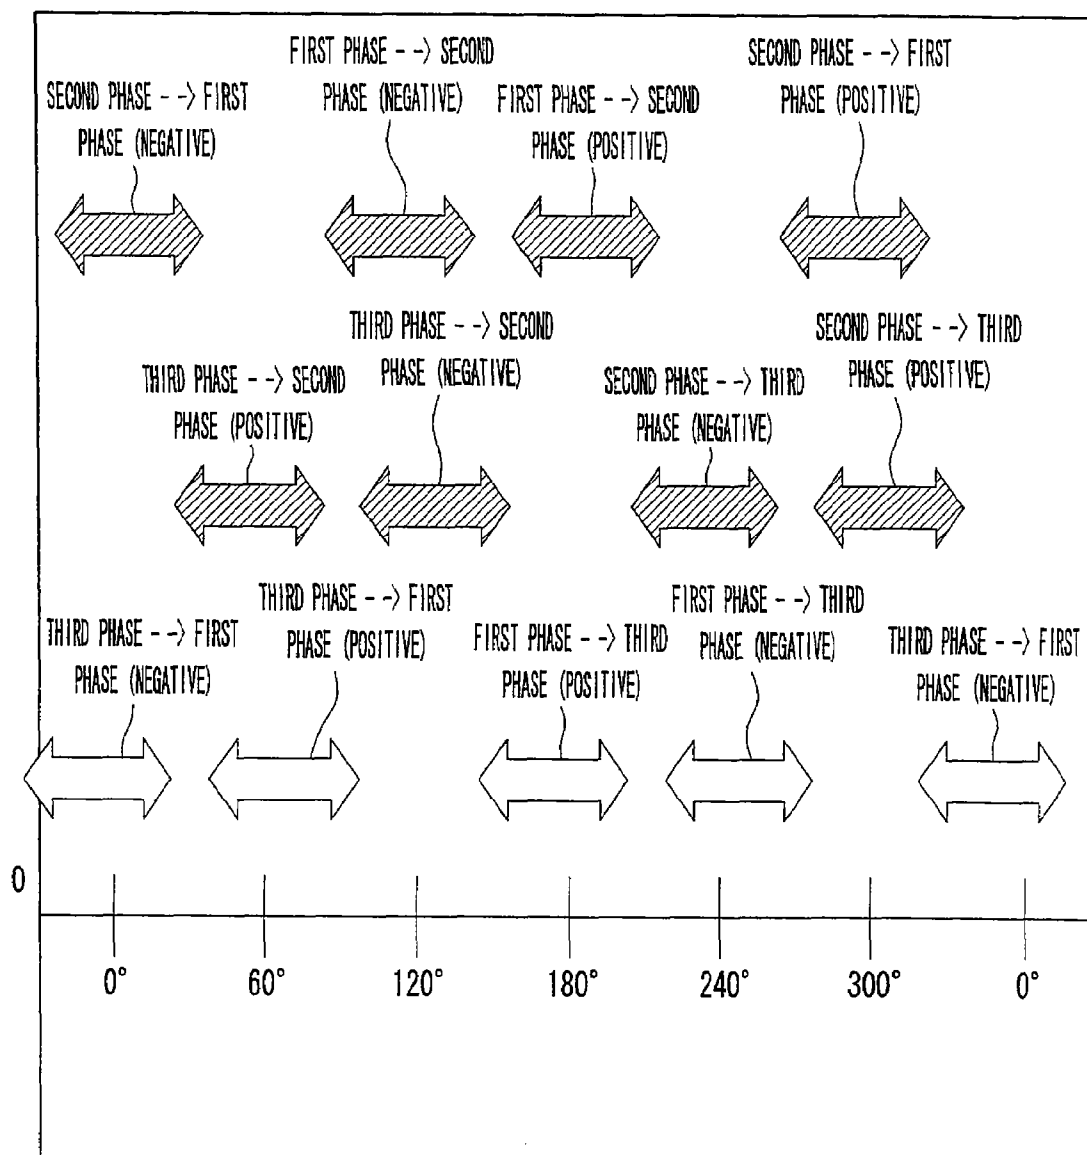 SECOND PHASE --> FIRST
PHASE (NEGATIVE)
FIRST PHASE --> SECOND
PHASE (NEGATIVE)
FIRST PHASE --> SECOND
PHASE (POSITIVE)
SECOND PHASE --> FIRST
PHASE (POSITIVE)
THIRD PHASE --> SECOND
PHASE (POSITIVE)
THIRD PHASE --> SECOND
PHASE (NEGATIVE)
SECOND PHASE --> THIRD
PHASE (NEGATIVE)
SECOND PHASE --> THIRD
PHASE (POSITIVE)
THIRD PHASE --> FIRST
PHASE (NEGATIVE)
THIRD PHASE --> FIRST
PHASE (POSITIVE)
FIRST PHASE --> THIRD
PHASE (POSITIVE)
FIRST PHASE --> THIRD
PHASE (NEGATIVE)
THIRD PHASE --> FIRST
PHASE (NEGATIVE)
0
0° 60° 120° 180° 240° 300° 0°